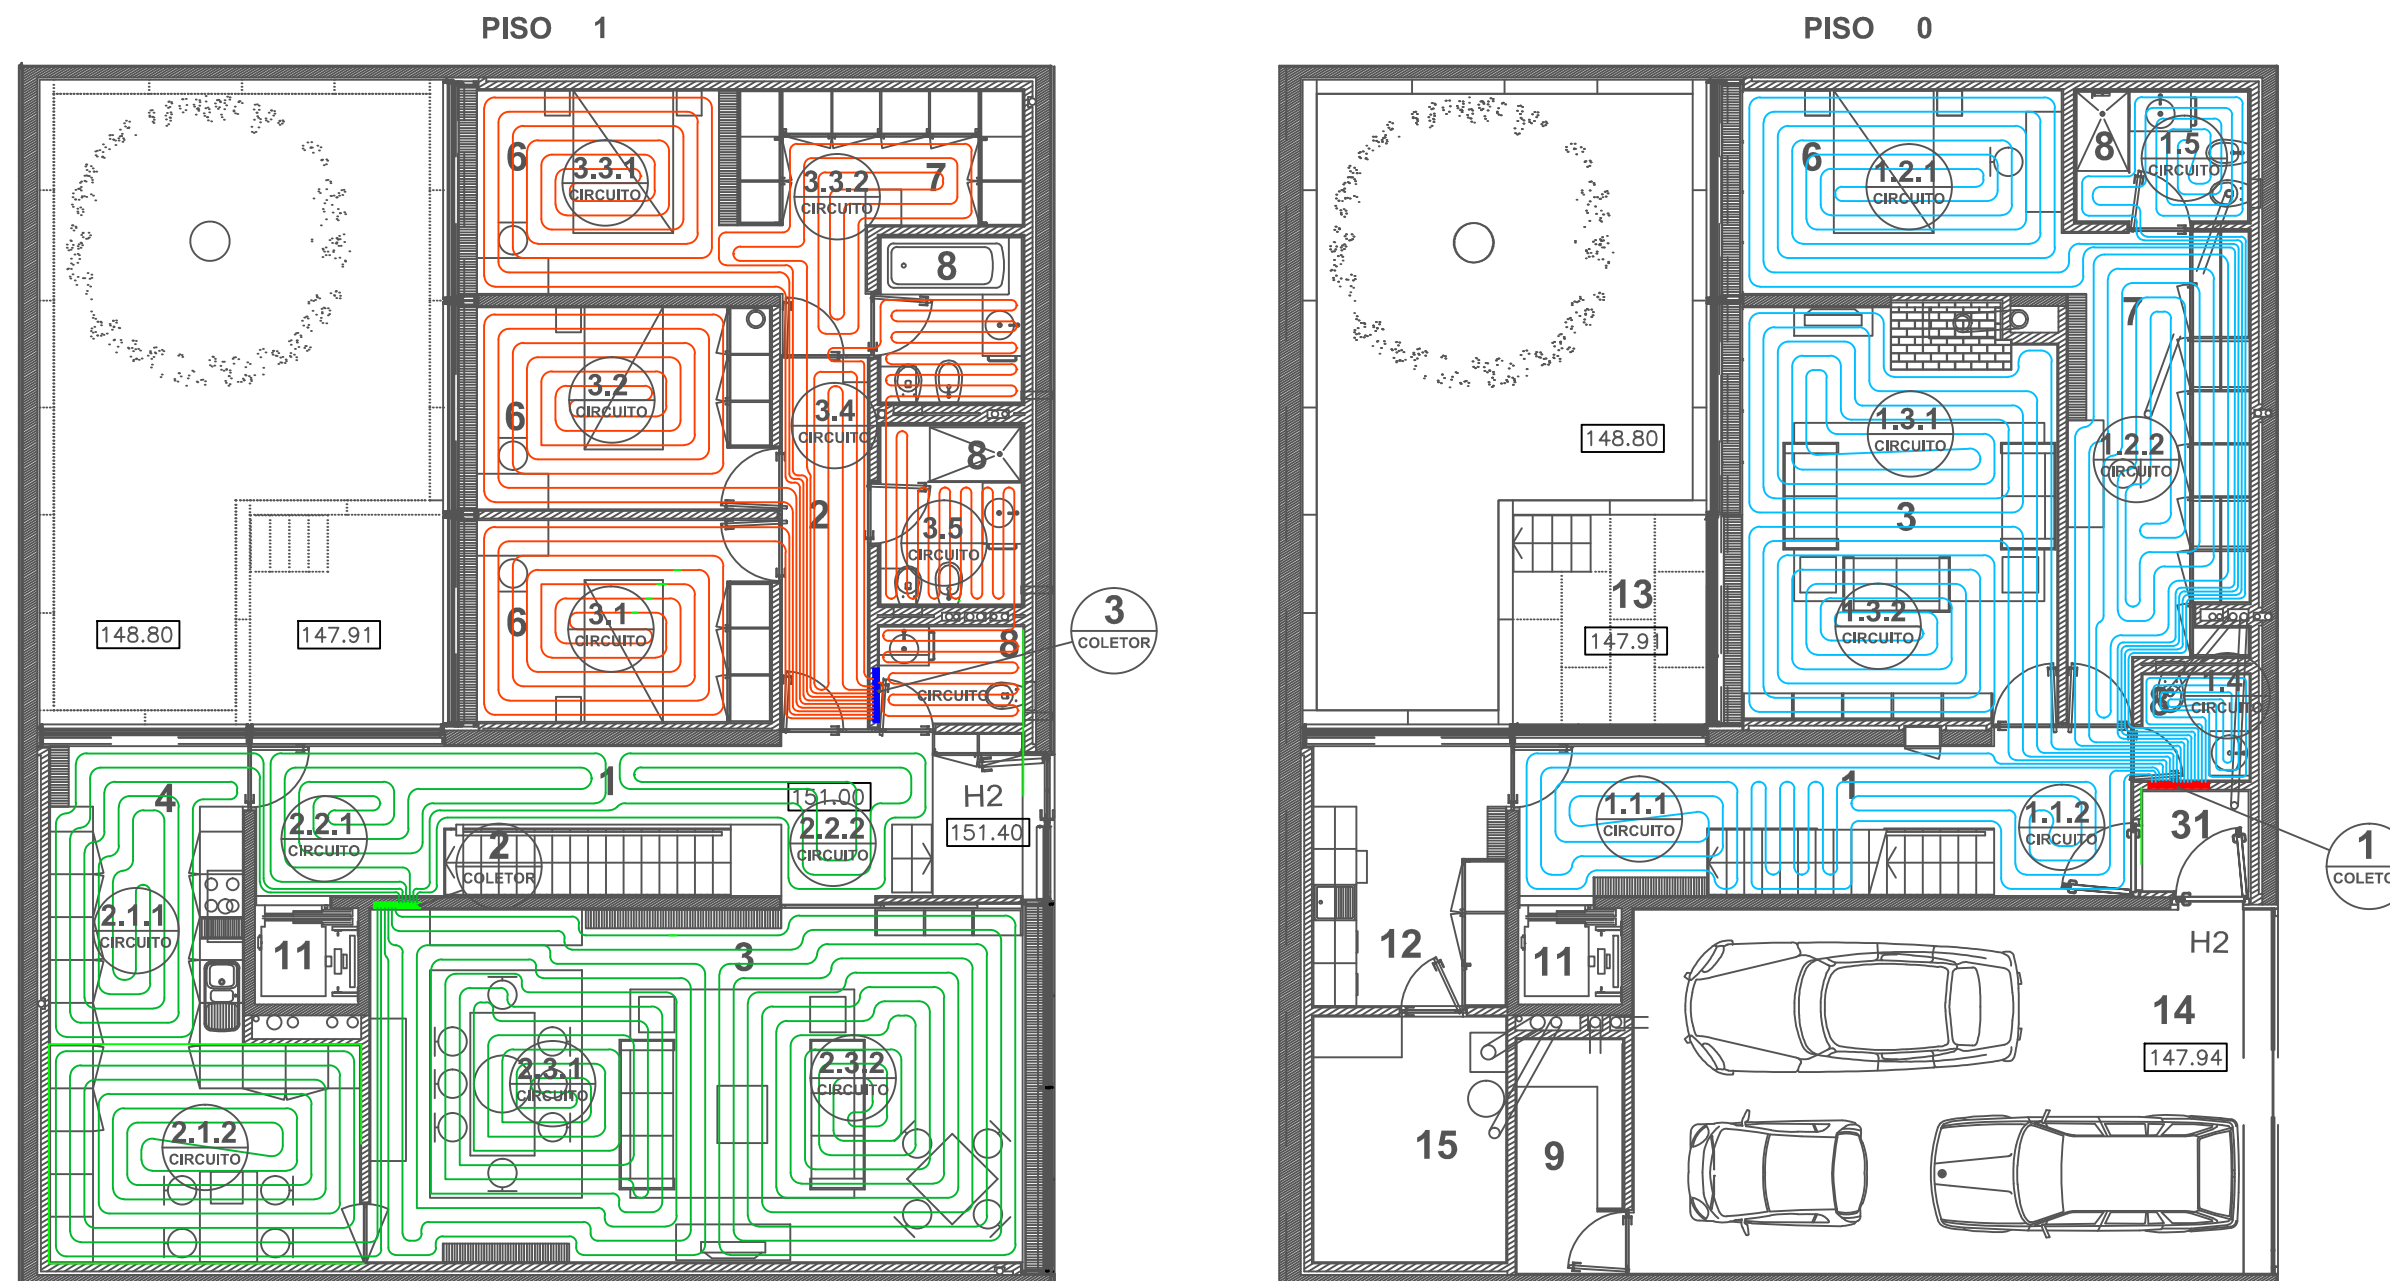 PISO 1
6
3.3.1
CIRCUITO
3.3.2
CIRCUITO
7
8
6
3.2
CIRCUITO
3.4
CIRCUITO
8
2
3.5
CIRCUITO
6
3.1
CIRCUITO
8
CIRCUITO
3
COLETOR
148.80
147.91
4
1
151.00
H2
151.40
2.2.1
CIRCUITO
2
COLETOR
2.2.2
CIRCUITO
2.1.1
CIRCUITO
11
3
2.3.1
CIRCUITO
2.3.2
CIRCUITO
2.1.2
CIRCUITO
PISO 0
6
1.2.1
CIRCUITO
8
1.5
CIRCUITO
7
148.80
1.3.1
CIRCUITO
1.2.2
CIRCUITO
3
13
147.91
1.3.2
CIRCUITO
1.4
CIRCUITO
8
1
1.1.1
CIRCUITO
1.1.2
CIRCUITO
31
1
COLETO
12
11
H2
14
147.94
15
9